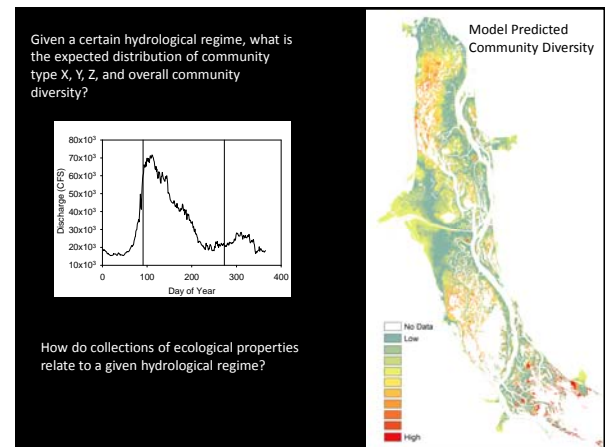 Given a certain hydrological regime, what is
the expected distribution of community
type X, Y, Z, and overall community
diversity?
80x10³
70x10³
60x10³
50x10³
40x10³
30x10³
20x10³
10x10³
Discharge (CFS)
0 100 200 300 400
Day of Year
How do collections of ecological properties
relate to a given hydrological regime?
Model Predicted
Community Diversity
No Data
Low
High